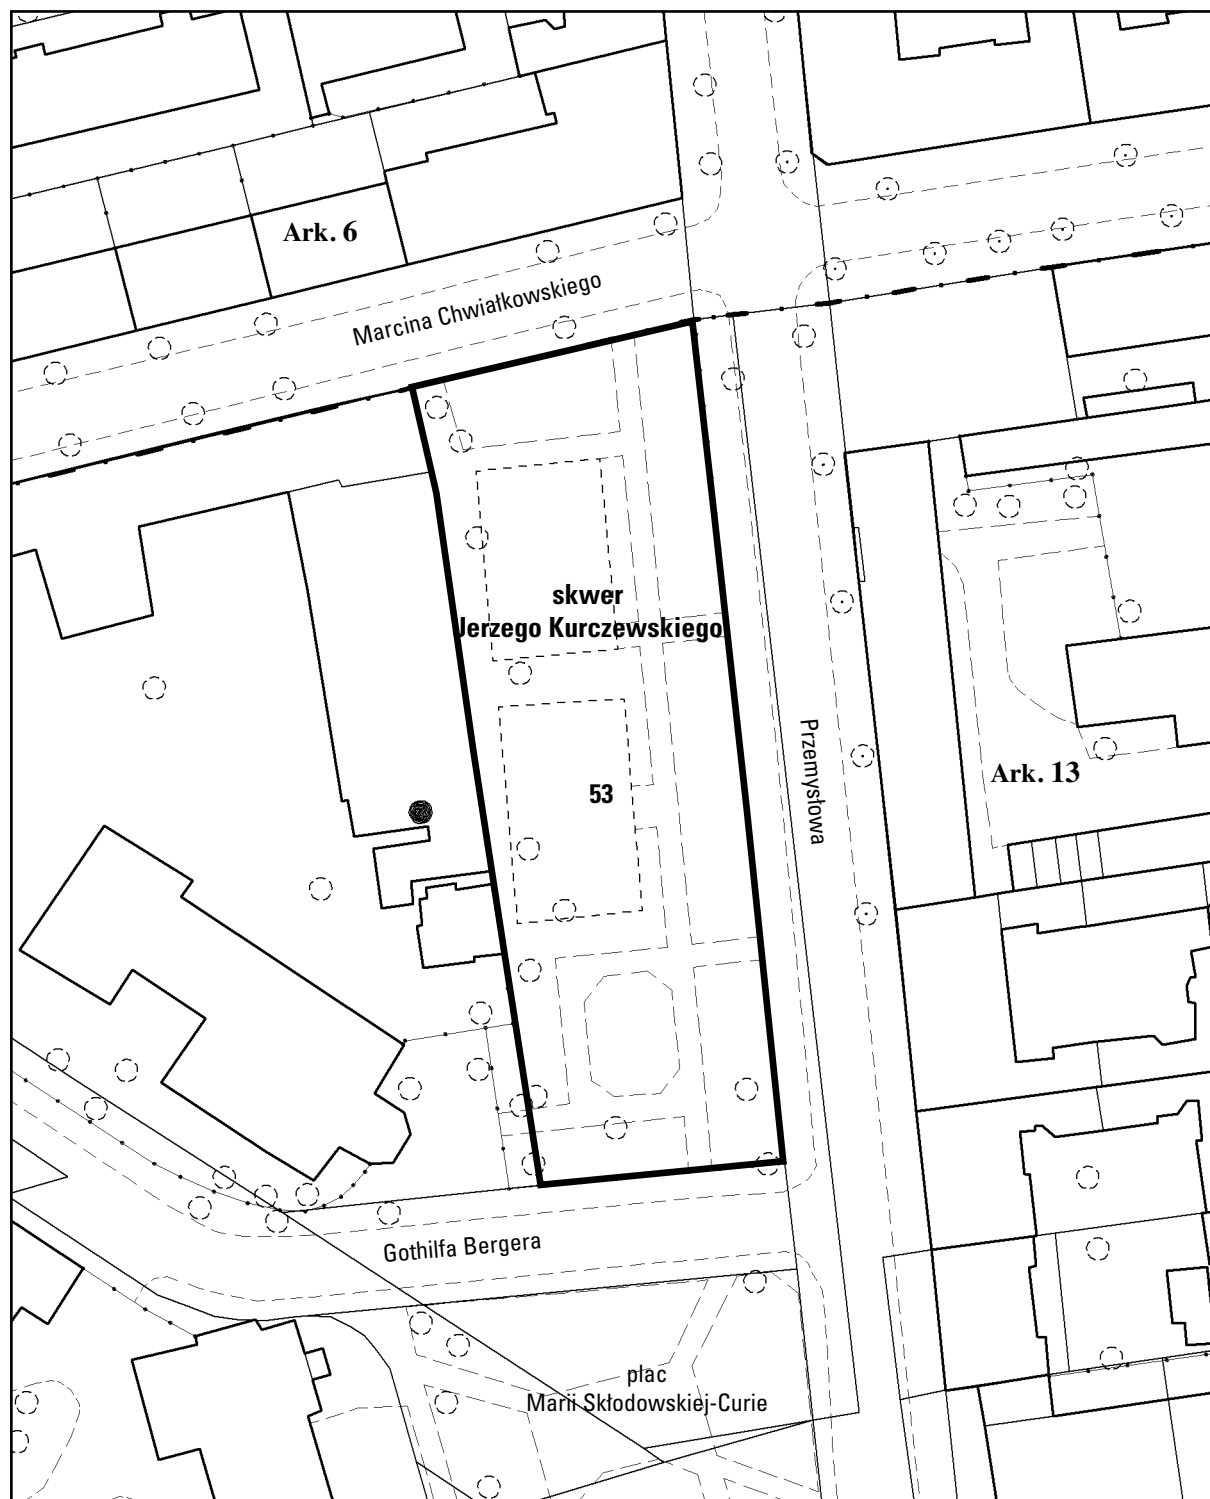 Ark. 6
Marcina Chwiałkowskiego
skwer
Jerzego Kurczewskiego
Przemysłowa
Ark. 13
53
Gothilfa Bergera
plac
Marii Skłodowskiej-Curie